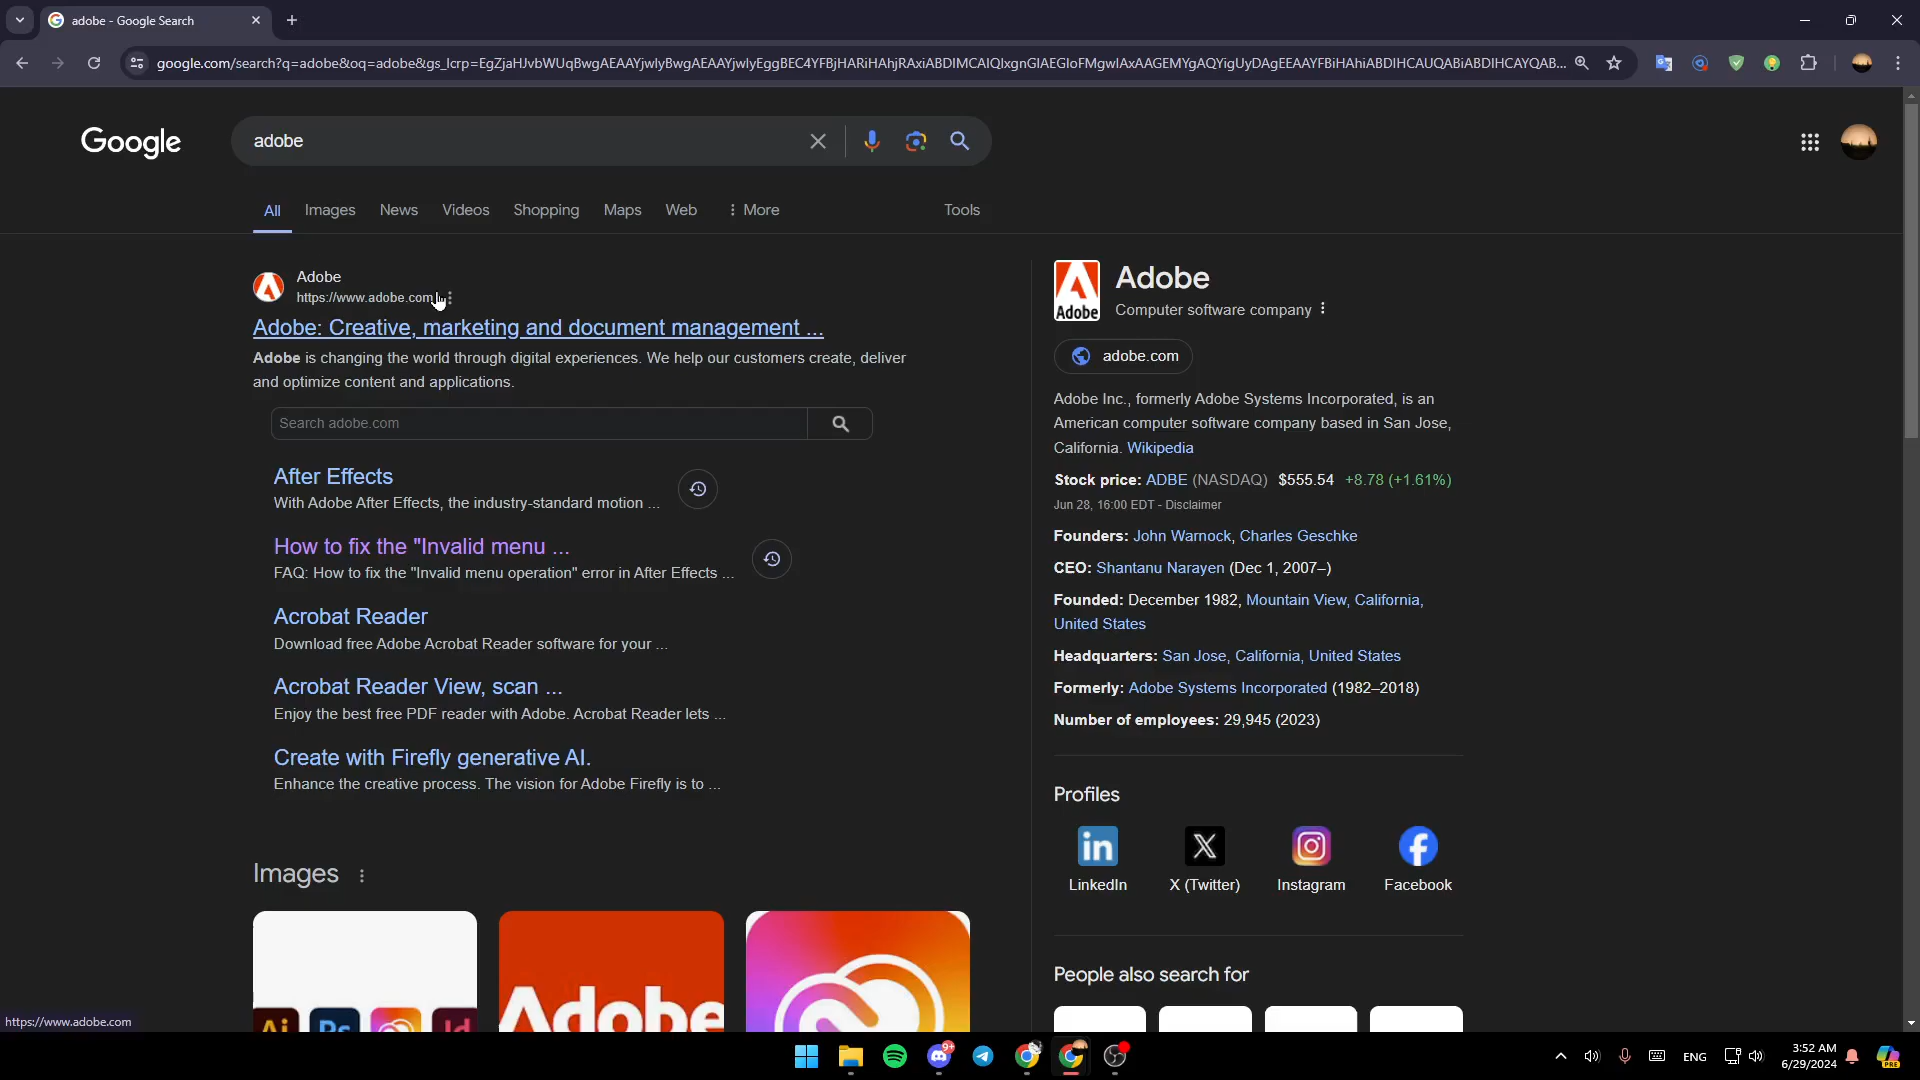 adobe - Google Search
google.com/search?q=adobe&oq=adobe&gs_lcrp=EgZjaHJvbWUqBwgAEAAYjwIyBwgAEAAYjwIyEggBEC4YFBjHARiHAhjRAxiABDIMCAIQIxgnGIAEGIoFMgwIAxAAGEMYgAQYigUyDAgEEAAYFBiHAhiABDIHCAUQABiABDIHCAYQAB...
Google
adobe
All
Images
News
Videos
Shopping
Maps
Web
More
Tools
Adobe
https://www.adobe.com
Adobe: Creative, marketing and document management ...
Adobe is changing the world through digital experiences. We help our customers create, deliver
and optimize content and applications.
Search adobe.com
After Effects
With Adobe After Effects, the industry-standard motion ...
How to fix the "Invalid menu ...
FAQ: How to fix the "Invalid menu operation" error in After Effects ...
Acrobat Reader
Download free Adobe Acrobat Reader software for your ...
Acrobat Reader View, scan ...
Enjoy the best free PDF reader with Adobe. Acrobat Reader lets ...
Create with Firefly generative AI.
Enhance the creative process. The vision for Adobe Firefly is to ...
Images
Ai
Ps
Id
Adobe
Adobe
Adobe
Computer software company
adobe.com
Adobe Inc., formerly Adobe Systems Incorporated, is an
American computer software company based in San Jose,
California. Wikipedia
Stock price: ADBE (NASDAQ) $555.54 +8.78 (+1.61%)
Jun 28, 16:00 EDT - Disclaimer
Founders: John Warnock, Charles Geschke
CEO: Shantanu Narayen (Dec 1, 2007–)
Founded: December 1982, Mountain View, California,
United States
Headquarters: San Jose, California, United States
Formerly: Adobe Systems Incorporated (1982–2018)
Number of employees: 29,945 (2023)
Profiles
LinkedIn
X (Twitter)
Instagram
Facebook
People also search for
https://www.adobe.com
9+
ENG
3:52 AM
6/29/2024
PRE